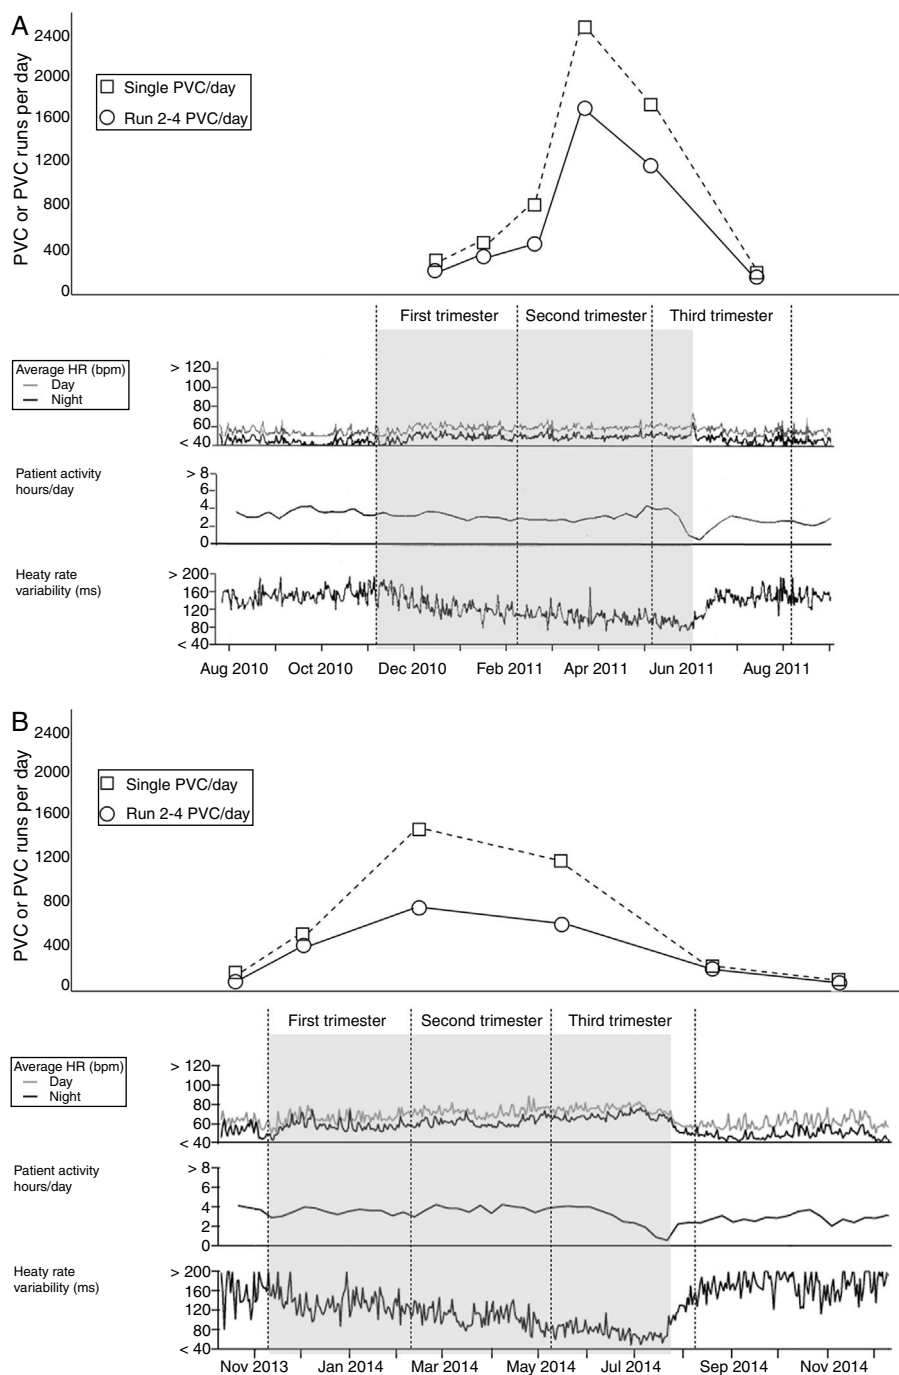 A
PVC or PVC runs per day
2400
2000
1600
1200
800
400
0
Single PVC/day
Run 2-4 PVC/day
First trimester
Second trimester
Third trimester
Average HR (bpm)
Day
Night
> 120
100
80
60
< 40
Patient activity
hours/day
> 8
6
4
2
0
Heaty rate
variability (ms)
> 200
160
120
80
< 40
Aug 2010
Oct 2010
Dec 2010
Feb 2011
Apr 2011
Jun 2011
Aug 2011
B
PVC or PVC runs per day
2400
2000
1600
1200
800
400
0
Single PVC/day
Run 2-4 PVC/day
First trimester
Second trimester
Third trimester
Average HR (bpm)
Day
Night
> 120
100
80
60
< 40
Patient activity
hours/day
> 8
6
4
2
0
Heaty rate
variability (ms)
> 200
160
120
80
< 40
Nov 2013
Jan 2014
Mar 2014
May 2014
Jul 2014
Sep 2014
Nov 2014